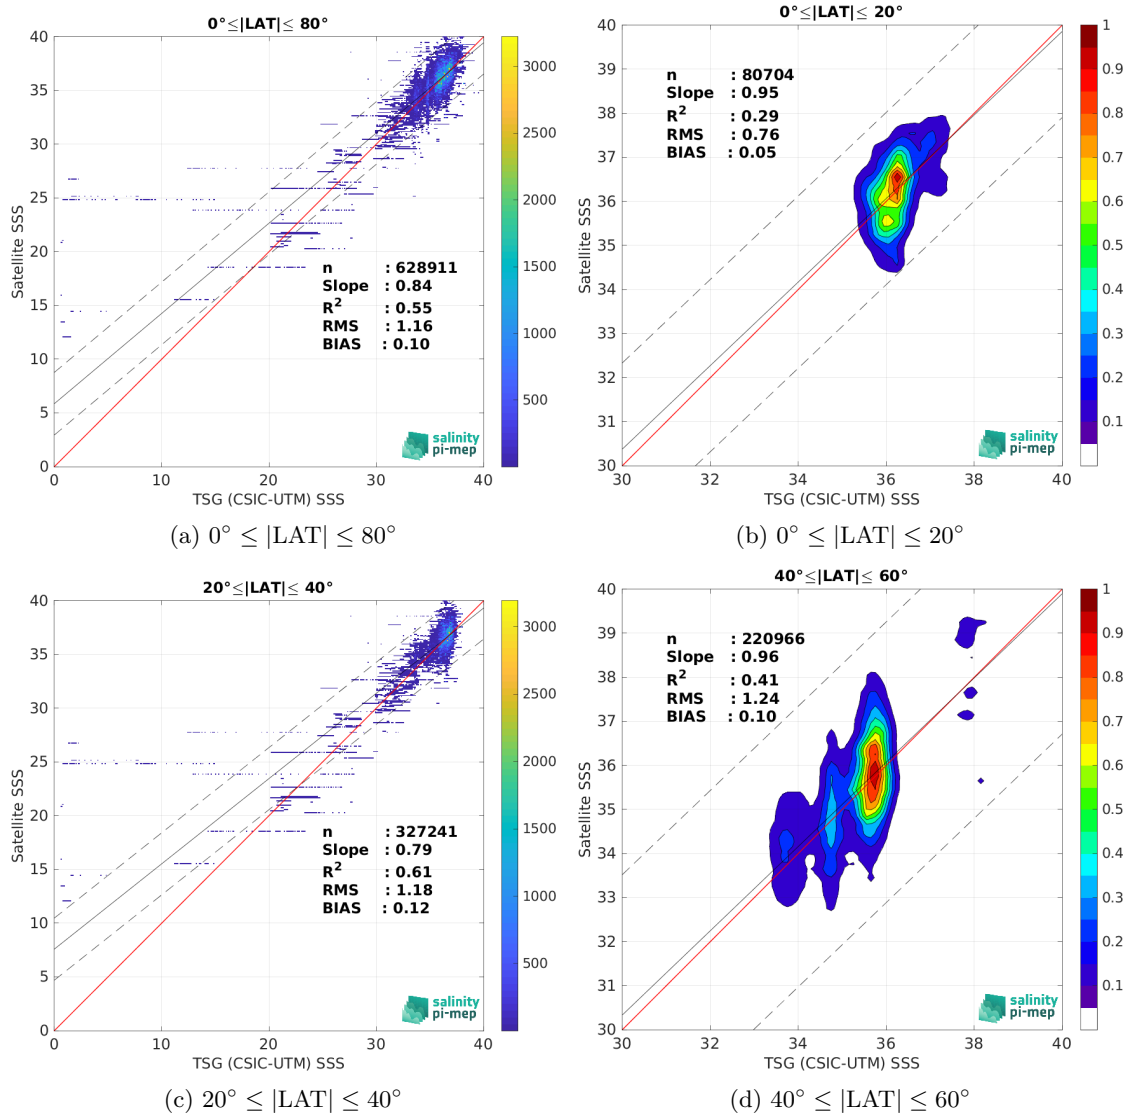 0°≤|LAT|≤ 80°
Satellite SSS
40
35
30
25
20
15
10
5
0
n : 628911
Slope : 0.84
R² : 0.55
RMS : 1.16
BIAS : 0.10
salinity
pi-mep
0 10 20 30 40
TSG (CSIC-UTM) SSS
3000
2500
2000
1500
1000
500
(a) 0° ≤ |LAT| ≤ 80°
0°≤|LAT|≤ 20°
Satellite SSS
40
39
38
37
36
35
34
33
32
31
30
n : 80704
Slope : 0.95
R² : 0.29
RMS : 0.76
BIAS : 0.05
salinity
pi-mep
30 32 34 36 38 40
TSG (CSIC-UTM) SSS
1
0.9
0.8
0.7
0.6
0.5
0.4
0.3
0.2
0.1
(b) 0° ≤ |LAT| ≤ 20°
20°≤|LAT|≤ 40°
Satellite SSS
40
35
30
25
20
15
10
5
0
n : 327241
Slope : 0.79
R² : 0.61
RMS : 1.18
BIAS : 0.12
salinity
pi-mep
0 10 20 30 40
TSG (CSIC-UTM) SSS
3000
2500
2000
1500
1000
500
(c) 20° ≤ |LAT| ≤ 40°
40°≤|LAT|≤ 60°
Satellite SSS
40
39
38
37
36
35
34
33
32
31
30
n : 220966
Slope : 0.96
R² : 0.41
RMS : 1.24
BIAS : 0.10
salinity
pi-mep
30 32 34 36 38 40
TSG (CSIC-UTM) SSS
1
0.9
0.8
0.7
0.6
0.5
0.4
0.3
0.2
0.1
(d) 40° ≤ |LAT| ≤ 60°